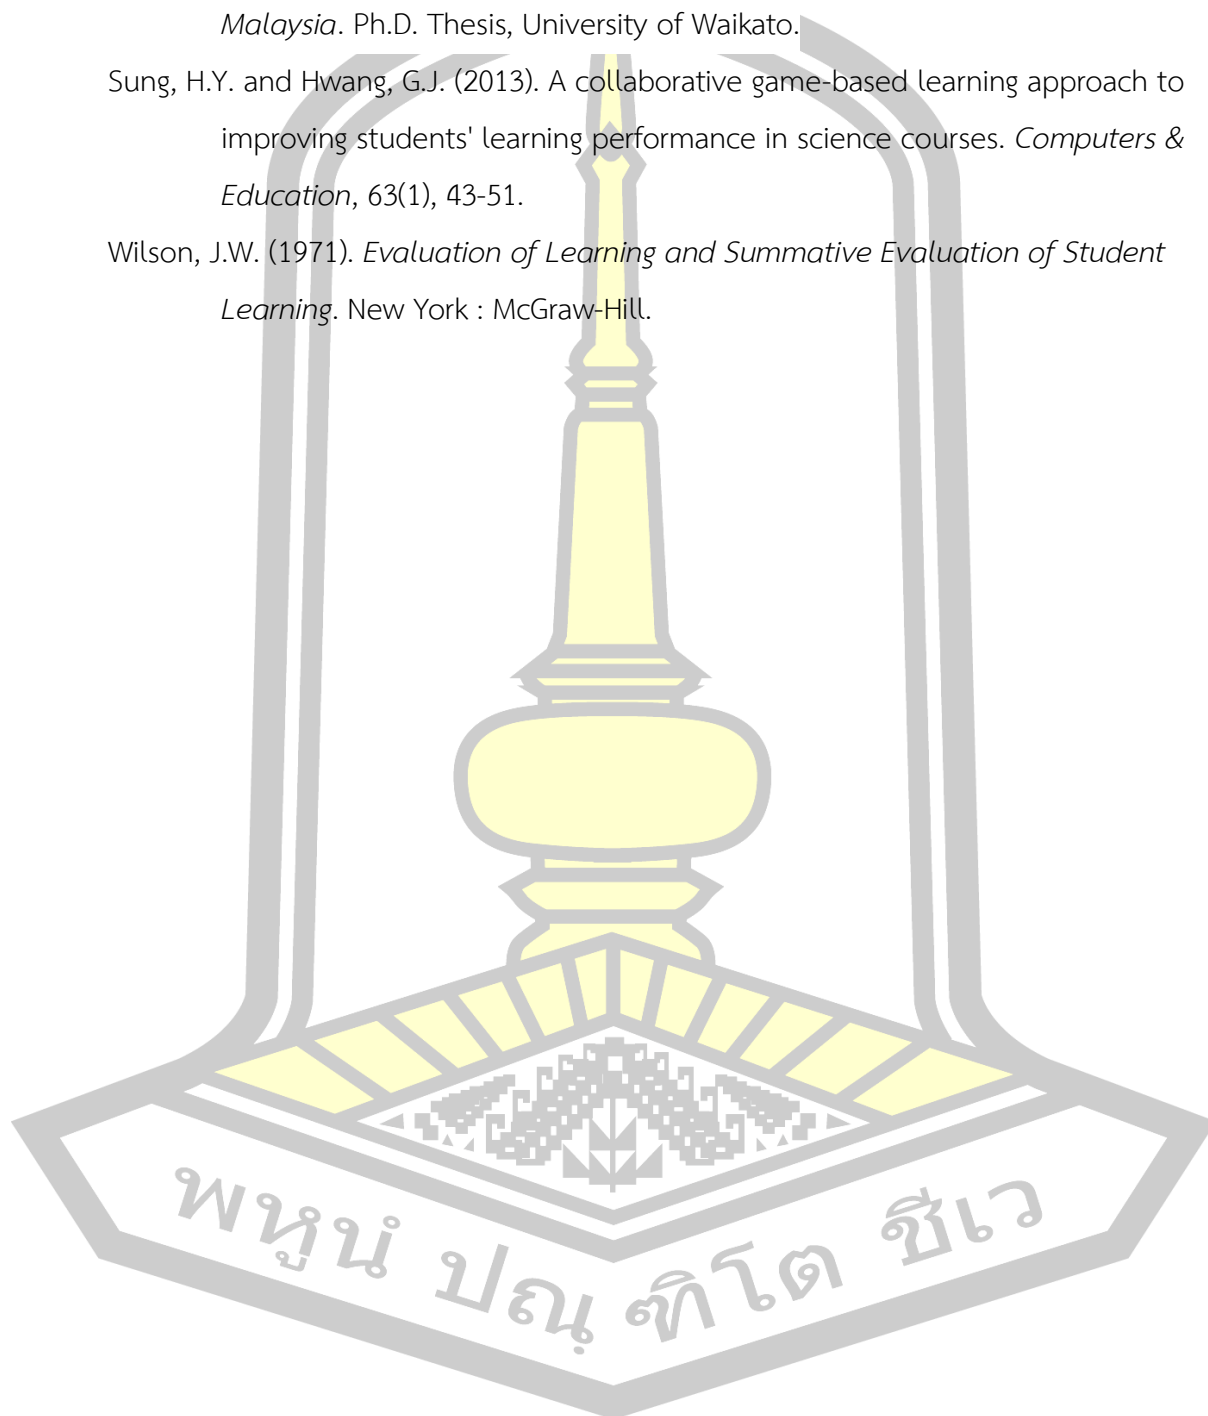 Malaysia. Ph.D. Thesis, University of Waikato.
Sung, H.Y. and Hwang, G.J. (2013). A collaborative game-based learning approach to
improving students' learning performance in science courses. Computers &
Education, 63(1), 43-51.
Wilson, J.W. (1971). Evaluation of Learning and Summative Evaluation of Student
Learning. New York : McGraw-Hill.
พหูนํ ปณฺ ฑิโต ชีเว